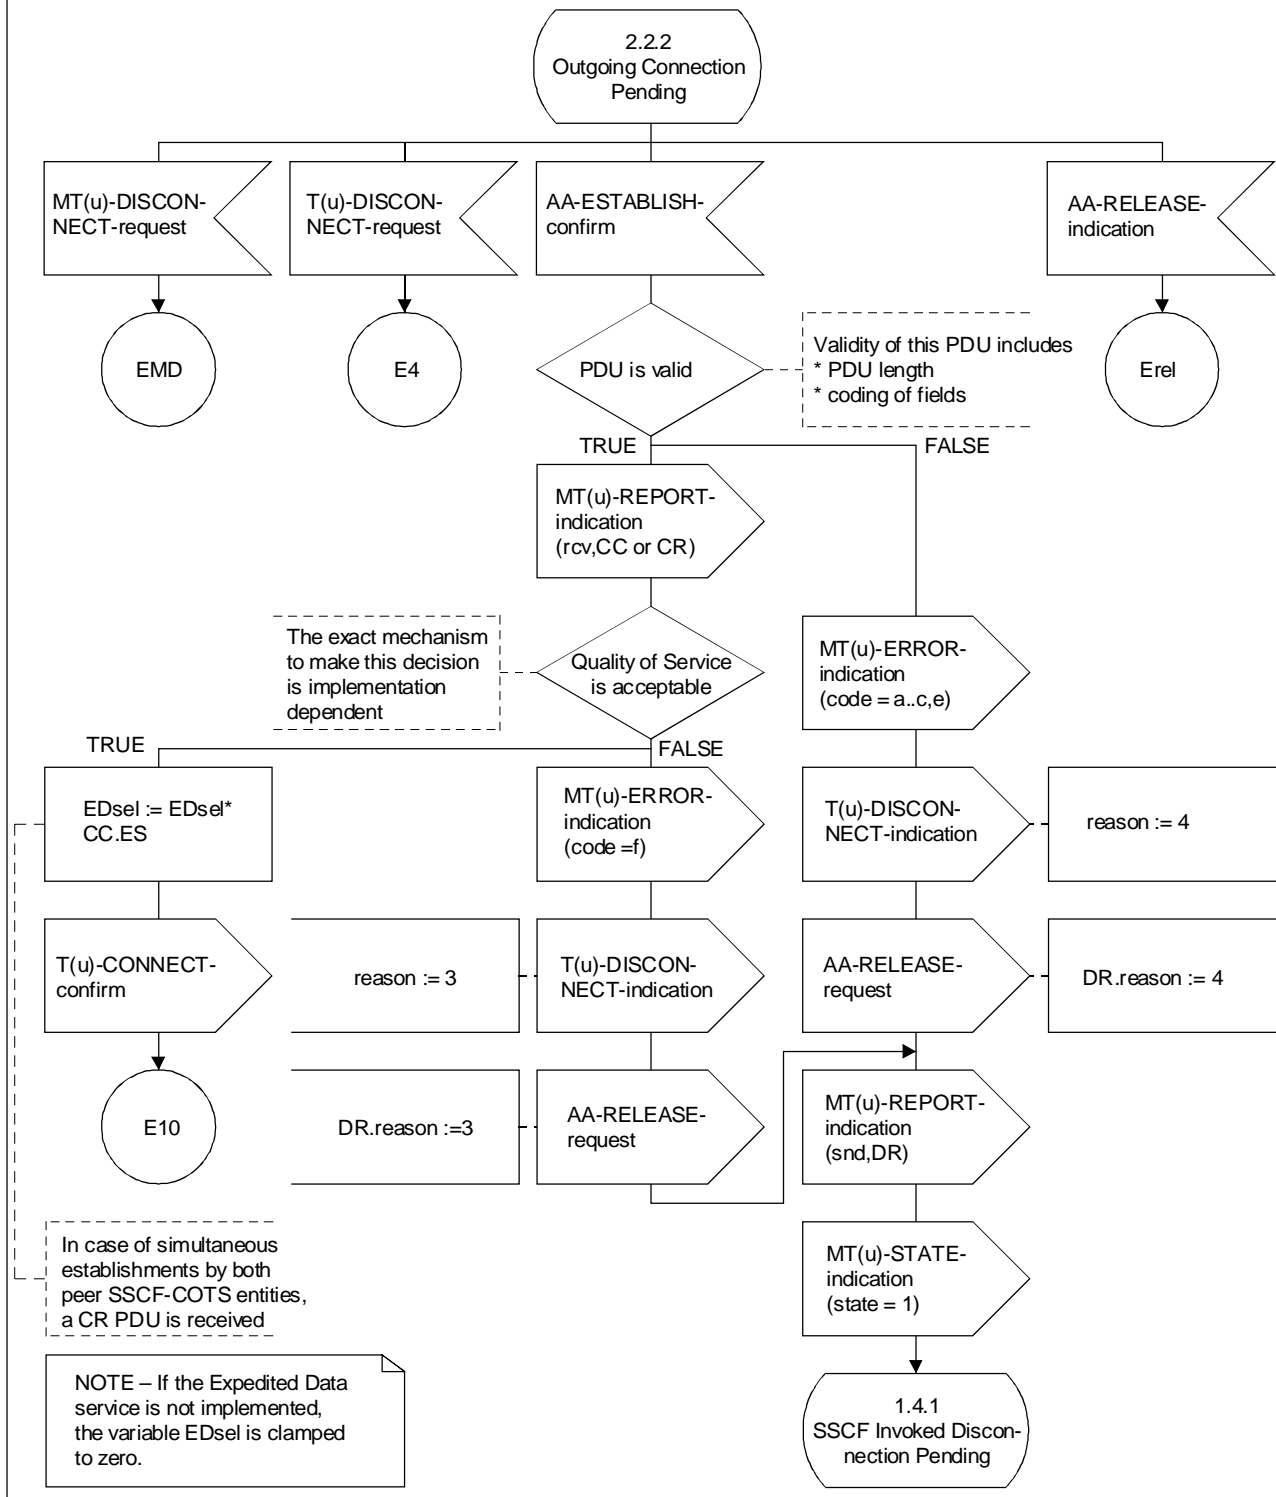 2.2.2
Outgoing Connection
Pending
MT(u)-DISCON-
NECT-request
T(u)-DISCON-
NECT-request
AA-ESTABLISH-
confirm
AA-RELEASE-
indication
EMD
E4
PDU is valid
Validity of this PDU includes
* PDU length
* coding of fields
Erel
TRUE
FALSE
MT(u)-REPORT-
indication
(rcv,CC or CR)
The exact mechanism
to make this decision
is implementation
dependent
Quality of Service
is acceptable
MT(u)-ERROR-
indication
(code = a..c,e)
TRUE
FALSE
EDsel := EDsel*
CC.ES
MT(u)-ERROR-
indication
(code =f)
T(u)-DISCON-
NECT-indication
reason := 4
T(u)-CONNECT-
confirm
reason := 3
T(u)-DISCON-
NECT-indication
AA-RELEASE-
request
DR.reason := 4
E10
DR.reason :=3
AA-RELEASE-
request
MT(u)-REPORT-
indication
(snd,DR)
In case of simultaneous
establishments by both
peer SSCF-COTS entities,
a CR PDU is received
MT(u)-STATE-
indication
(state = 1)
NOTE – If the Expedited Data
service is not implemented,
the variable EDsel is clamped
to zero.
1.4.1
SSCF Invoked Discon-
nection Pending